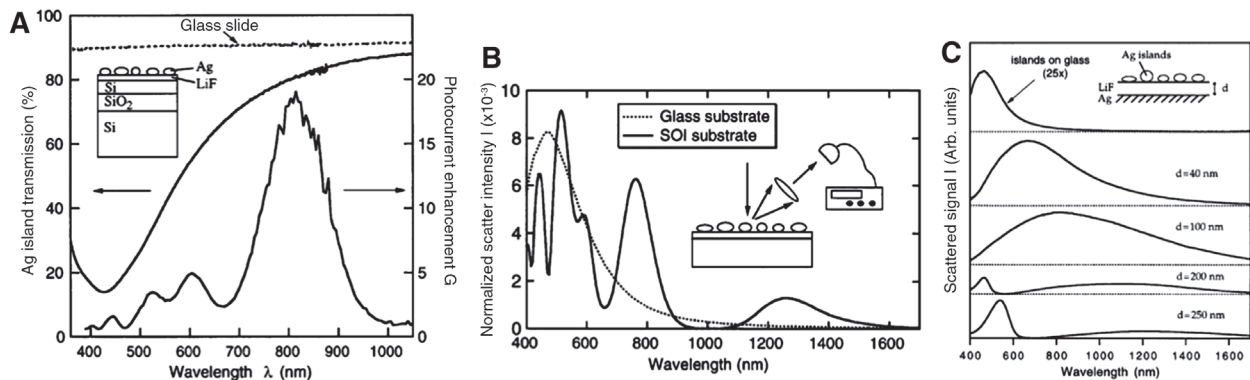 A
Glass slide
Ag
LiF
Si
SiO2
Si
Ag island transmission (%)
100
80
60
40
20
0
Photocurrent enhancement G
20
15
10
5
0
400 500 600 700 800 900 1000
Wavelength λ (nm)
B
Normalized scatter intensity I (x10⁻³)
10
8
6
4
2
0
Glass substrate
SOI substrate
400 600 800 1000 1200 1400 1600
Wavelength (nm)
C
Scattered signal I (Arb. units)
islands on glass
(25x)
Ag islands
LiF
Ag
d
d = 40 nm
d = 100 nm
d = 200 nm
d = 250 nm
400 600 800 1000 1200 1400 1600
Wavelength (nm)